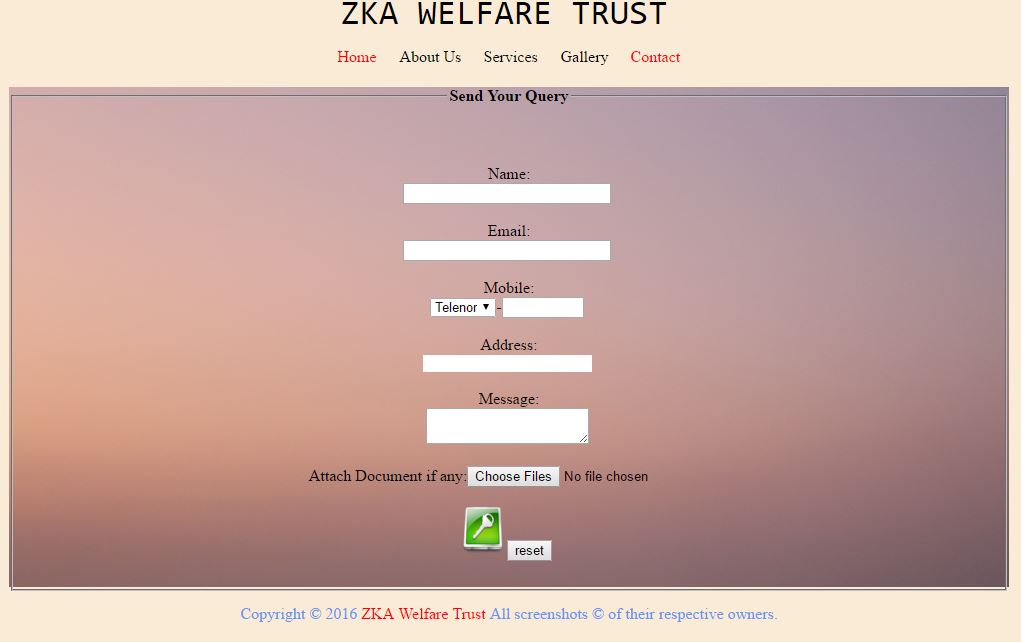 ZKA WELFARE TRUST
Home About Us Services Gallery Contact
Send Your Query
Name:
Email:
Mobile:
Telenor -
Address:
Message:
Attach Document if any: Choose Files No file chosen
reset
Copyright © 2016 ZKA Welfare Trust All screenshots © of their respective owners.